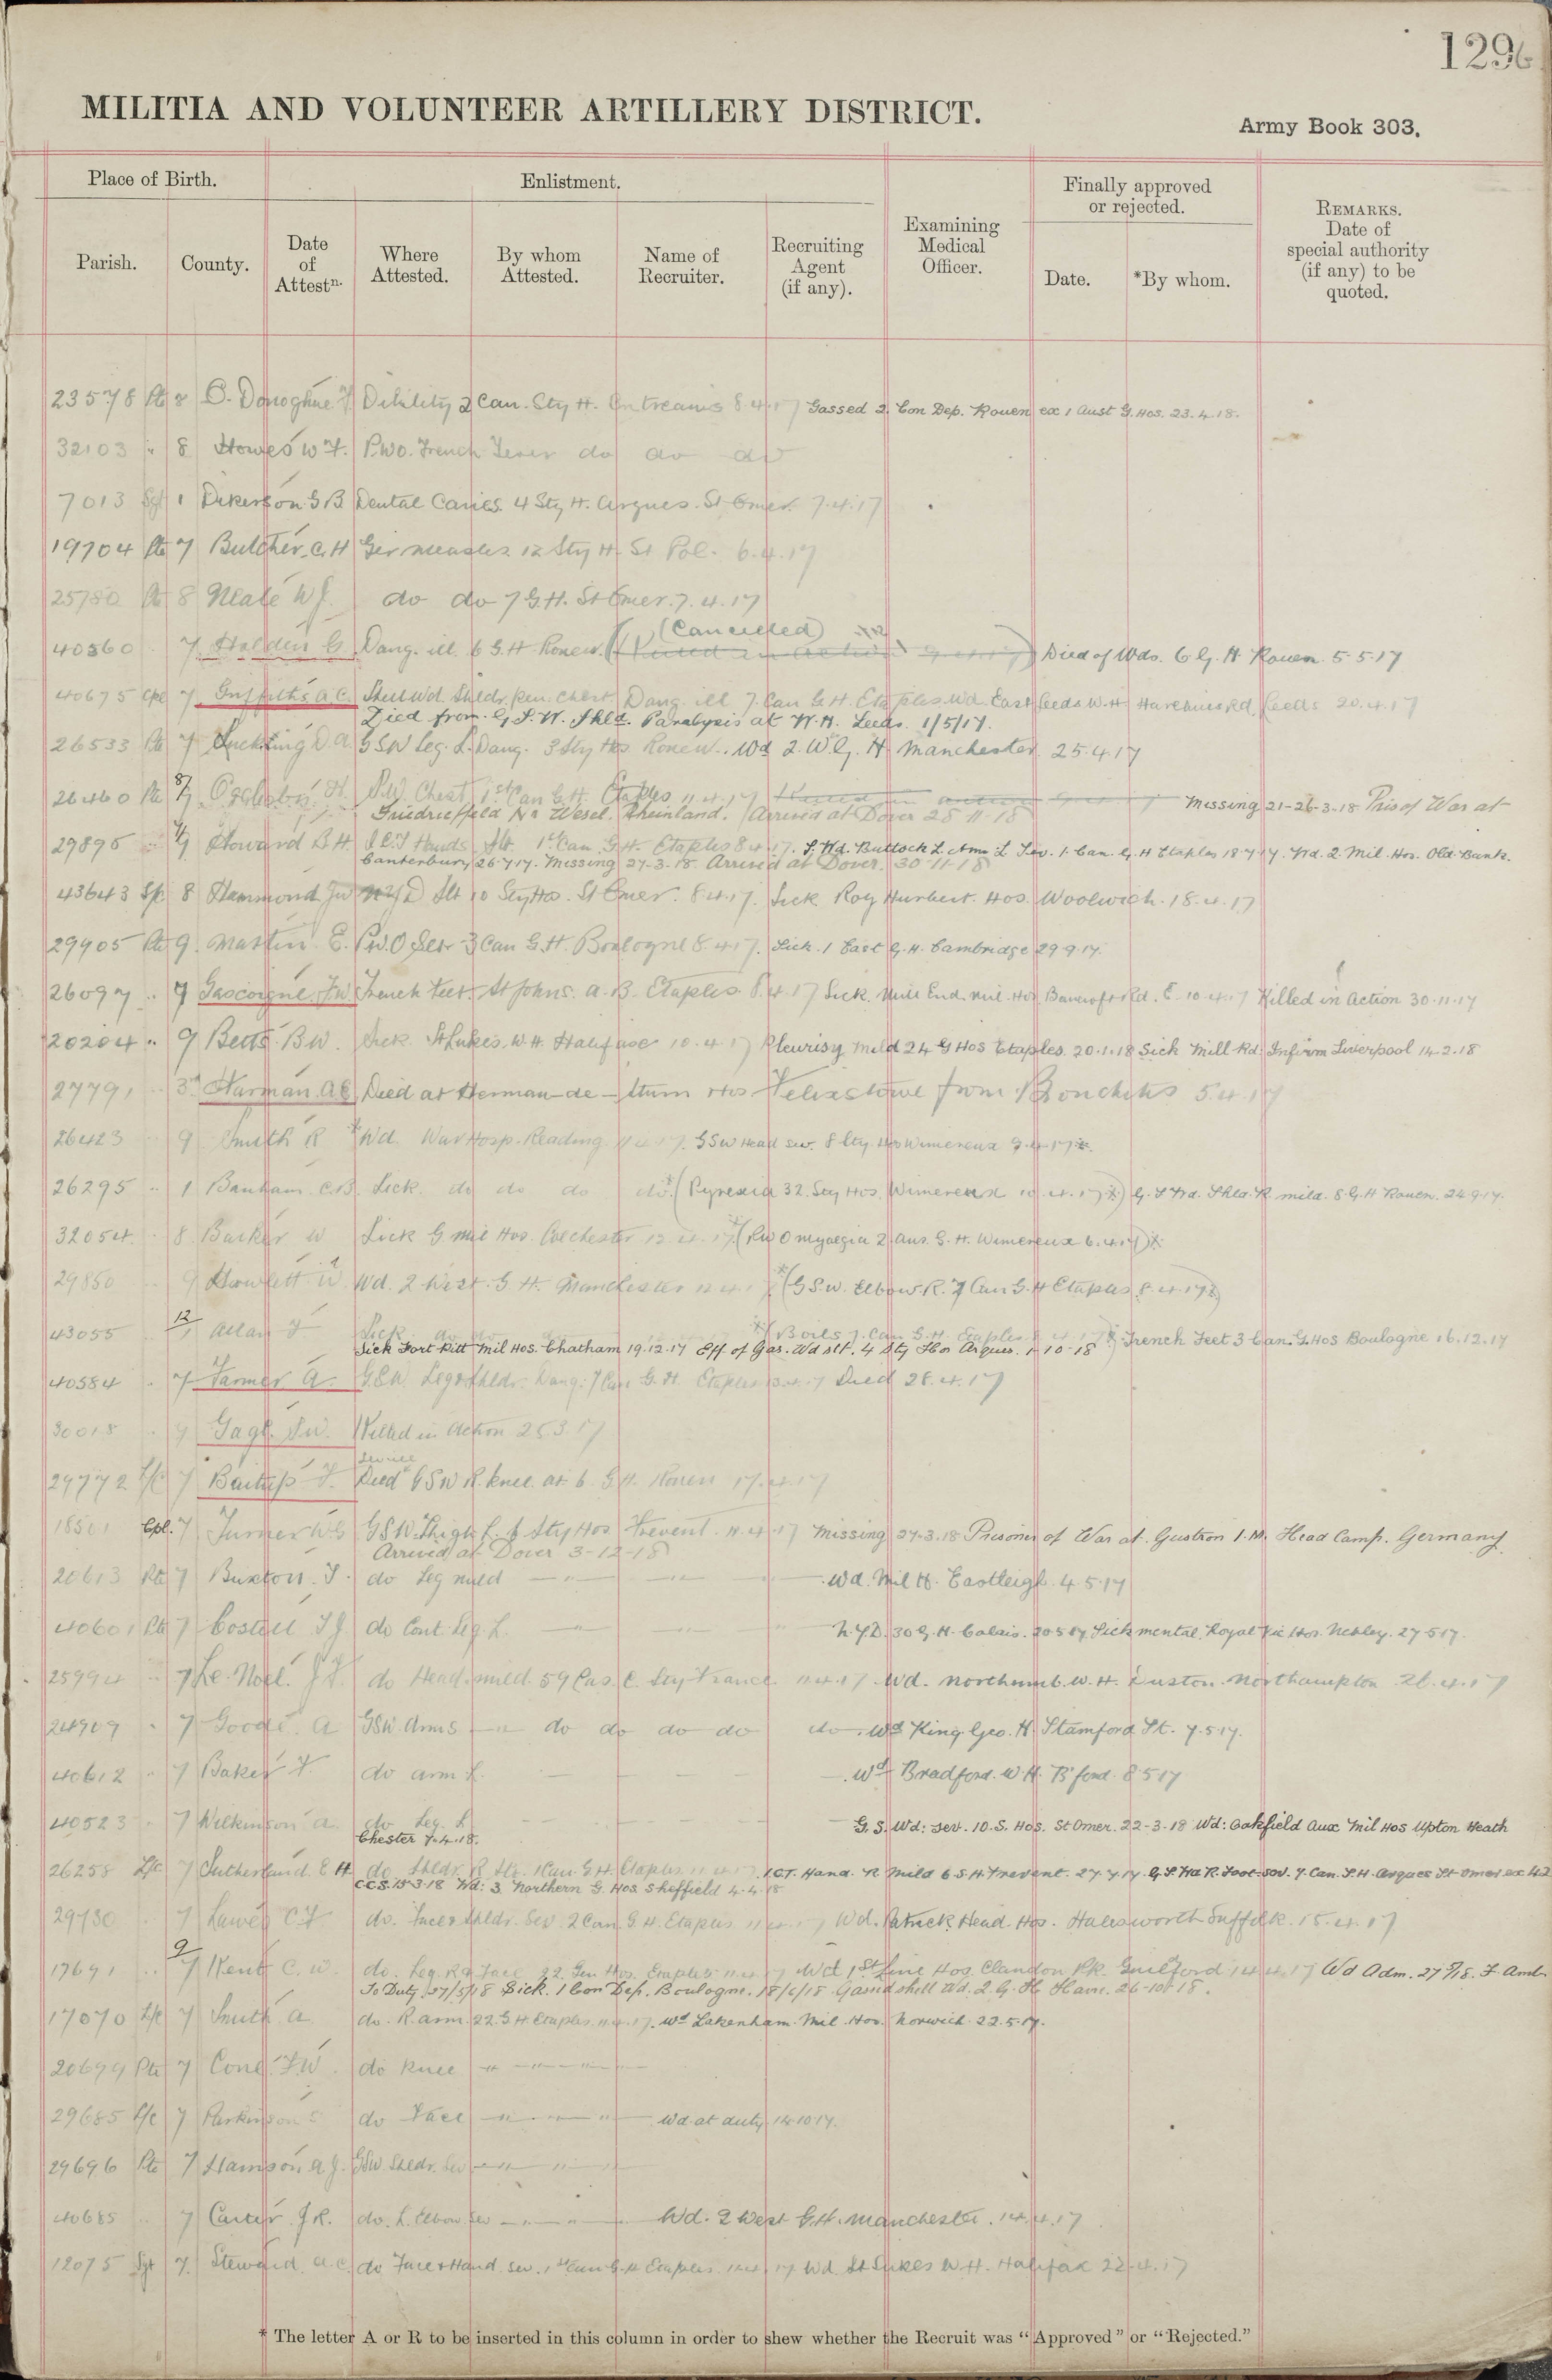 129
MILITIA AND VOLUNTEER ARTILLERY DISTRICT.
Army Book 303.
Place of Birth. Enlistment. Finally approved or rejected.
Parish. County. Date of Attestn. Where Attested. By whom Attested. Name of Recruiter. Recruiting Agent (if any). Examining Medical Officer. Date. *By whom. REMARKS. Date of special authority (if any) to be quoted.
23578 Pte 8 O. Donoghue Debility 2 Can. Sty H. 8.4.17 Gassed 2. Con Dep. Rouen ex 1 Aust G. Hos. 23.4.18.
32103 " 8 Howes W.F. P.U.O. Trench Fever do do do
7013 Sgt 1 Dikerson G B Dental Caries. 4 Sty H. Arques. St Omer. 7.4.17
19704 Pte 7 Butcher. C. H Ger measles. 12 Sty H. St Pol. 6.4.17
25780 Pte 8 Neale W J. do do 7 G.H. St Omer. 7.4.17
(Cancelled)
40360 7 Holden G Dang. ill. 6 G.H Rouen. (Killed in action) Died of Wds. 6 G. H. Rouen. 5.5.17
40675 Cpl 7 Griffiths A.C. Shell Wd Shldr. pen. chest Dang ill 7. Can G.H. Etaples Wd. East Leeds W.H Harehills Rd Leeds 20.4.17
Died from G. S. W. Shld. Paralysis at W. H. Leeds. 1/5/17.
26533 Pte 7 Suckling D A GSW Leg. L. Dang. 3 Sty Hos Rouen. Wd 2. W. G. H Manchester 25.4.17
26460 Pte 8/7 S.W. Chest 1st Can G.H. Etaples 11.4.17 Killed in action Missing 21-26-3-18 Pris of War at
Friedrichfeld Nr Wesel. Rheinland. Arrived at Dover 28-11-18
29895 7 Howard B H I.C.T Hands Slt. 1st Can. G.H. Etaples 8.4.17. S. Wd. Buttock L. Arm L Sev. 1. Can. G. H Etaples 18.7.17. Wd. 2. Mil. Hos. Old Bank.
Canterbury 26.7.17. Missing 27-3-18 Arrived at Dover 30-11-18
43643 8 Hammond J W N.Y.D Slt 10 Sty Ho. St Omer. 8.4.17. Sick Roy Hurbert. Hos. Woolwich. 18.4.17
29905 Pte 9 Martin E. P.U.O Sev 3 Can G.H. Boulogne 8.4.17. Sick. 1 East G. H. Cambridge 29.9.17.
26097 " 7 Gascoigne. J W Trench Feet. St Johns. A. B. Etaples 8.4.17 Sick. Mile End. Mil. Hos. Bancroft Rd. E. 10.4.17 Killed in Action 30.11.17
20204 " 9 Betts B W. Sick. St Lukes. W.H. Halifax 10.4.17 Pleurisy Mild 24 G Hos Etaples. 20.1.18 Sick Mill Rd. Infirm Liverpool 14.2.18
27791 " 3 Harman A E Died at Herman-de-Stern Hos Felixstowe from Bronchitis 5.4.17
26423 " 9 Smith R *Wd. War Hosp. Reading. 11.4.17. GSW Head sev. 8 Sty. Hos Wimereux 9.4.17*.
26295 " 1 Banham. C.B. Sick. do do do do *(Pyrexia 32. Sty Hos. Wimereux 10.4.17*) G. S Wd. Shld. R mild. 8 G. H Rouen. 24.9.17.
32054 8 Barker W Sick G Mil Hos. Colchester 12.4.17 *(P U O Myalgia 2 Aus. G. H. Wimereux 6.4.17)*
29850 " 9 Howlett W Wd. 2 West. G. H. Manchester 12.4.17 *(G S.W. Elbow. R. 7 Can G. H Etaples 8.4.17*)
43055 12 Allan F Sick do do *(Boils 7. Can G. H. Etaples 4.17* Trench Feet 3 Can. G. Hos Boulogne 16.12.17
Sick Fort Pitt Mil Hos. Chatham 19.12.17 Eff of Gas. Wd slt. 4 Sty Hos Arques. 1-10-18
40584 " 7 Farmer A. G.S.W Leg & Shldr. Dang. 7 Can G. H. Etaples 13.4.17 Died 28.4.17
30018 " 9 Gage. S W. Killed in Action 25.3.17
29772 L/c 7 Baitup F. Died GSW R. knee. at 6. G H. Rouen 17.4.17
18501 Cpl. 7 Turner W G GSW. Thigh L. 6 Sty Hos Frevent. 11.4.17 Missing 27.3.18 Prisoner of War at Gustron I.M. Head Camp. Germany
Arrived at Dover 3-12-18
20613 Pte 7 Buxton. J. do Leg mild Wd. Mil H. Eastleigh 4.5.17
40601 Pte 7 Costell T J. do Cont. Leg. L. N.Y.D. 30 G. H. Calais. 20.5.17. Sick mental. Royal Vic Hos. Netley. 27.5.17.
25994 " 7 Le. Noel. J F. do Head. mild. 59 Cas. C. Sty France 11.4.17 Wd. Northumb. W. H. Duston. Northampton 26.4.17
24909 " 7 Goode. A GSW. Arms do do do do do. Wd King Geo. H. Stamford St. 7.5.17.
40612 " 7 Baker F. do arm L. Wd Bradford. W. H. B'ford. 8.5.17
40523 " 7 Wilkinson A. do Leg. L. G. S. Wd: sev. 10. S. Hos. St Omer. 22-3-18 Wd: Oakfield Aux Mil Hos Upton Heath
Chester 7-4-18.
26258 L/c 7 Sutherland. E H do Shldr. R. Slt. 1 Can. G H. Etaples 11.4.17. I.C.T. Hand. R. Mild 6 S. H. Frevent. 27.7.17. G. S. Wd R. Foot-sev. 7. Can. G.H. Arques St Omer ex 42
C.C.S. 15-3-18 Wd: 3. Northern G. Hos Sheffield 4-4-18
29730 " 7 Lawes C.F do. Face & Shldr. Sev. 2 Can G. H. Etaples 11.4.17 Wd. Patrick Head. Hos. Halesworth Suffolk. 15.4.17
17691 " 9/7 Kent C. W. do. Leg. R & Face 22. Gen Hos. Etaples 11.4.17 Wd 1st Line Hos. Clandon Pk. Guilford 14.4.17 Wd Adm. 27/5/18. F Amb.
To Duty 27/5/18 Sick. 1 Con Dep. Boulogne. 18/6/18 Gassd shell Wd. 2. G. H. Havre. 26-10-18.
17070 L/c 7 Smith A do. R. arm. 22. G H. Etaples. 11.4.17. Wd Lakenham. Mil. Hos. Norwich. 22.5.17.
20699 Pte 7 Cone F.W. do knee " " " "
29685 L/c 7 Parkinson S do Face " " " Wd at duty 14.10.17.
29696 Pte 7 Hamson A J. GSW Shldr. Sev " " "
40685 " 7 Carter J R. do. L. Elbow Sev " " Wd. 2 West G.H. Manchester. 14.4.17
12075 Sgt 7 Steward A. C. do Face & Hand sev. 1st Can G. H Etaples. 11.4.17 Wd St Lukes W H. Halifax 22.4.17
* The letter A or R to be inserted in this column in order to shew whether the Recruit was “Approved” or “Rejected.”